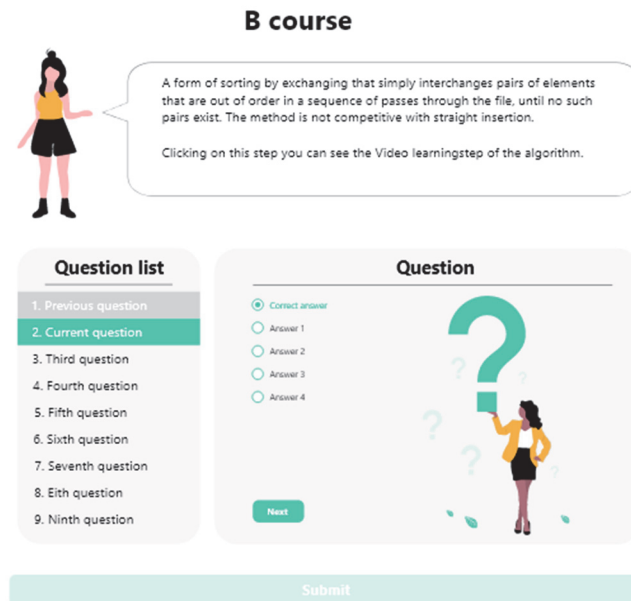 B course
A form of sorting by exchanging that simply interchanges pairs of elements
that are out of order in a sequence of passes through the file, until no such
pairs exist. The method is not competitive with straight insertion.
Clicking on this step you can see the Video learningstep of the algorithm.
Question list
1. Previous question
2. Current question
3. Third question
4. Fourth question
5. Fifth question
6. Sixth question
7. Seventh question
8. Eith question
9. Ninth question
Question
Correct answer
Answer 1
Answer 2
Answer 3
Answer 4
Next
Submit